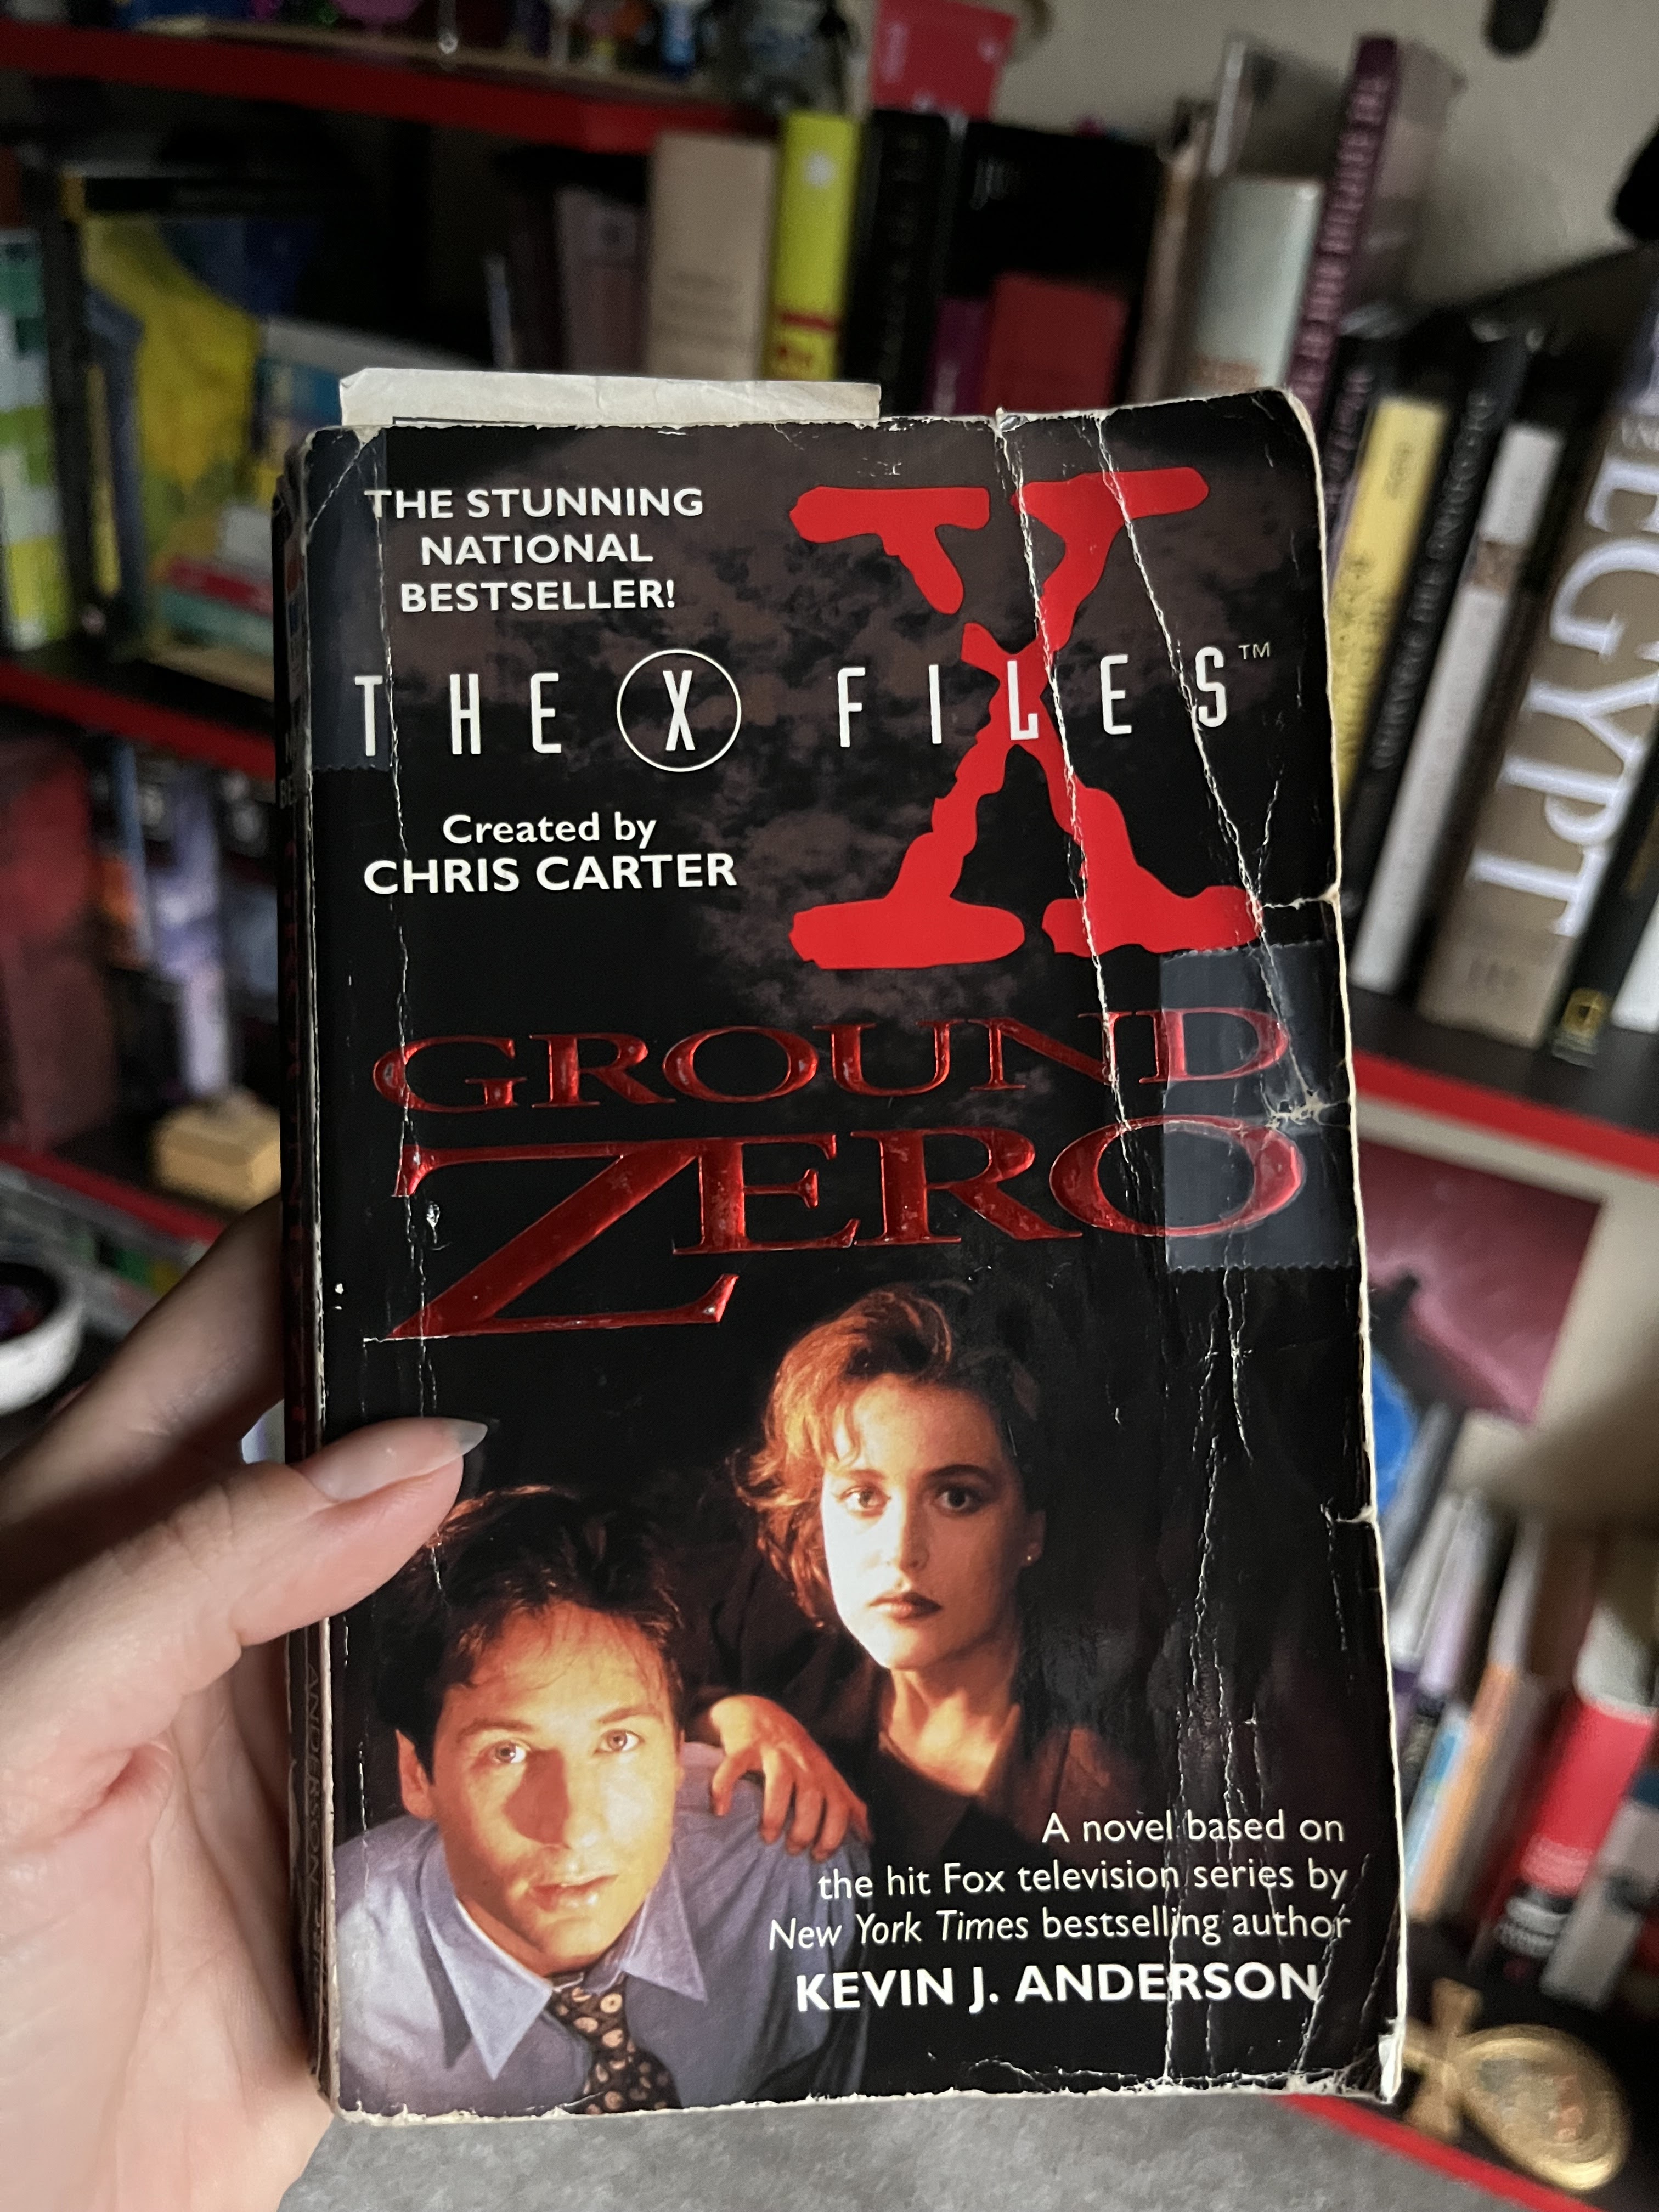 THE STUNNING
NATIONAL
BESTSELLER!
THE X FILES™
Created by
CHRIS CARTER
X
GROUND
ZERO
A novel based on
the hit Fox television series by
New York Times bestselling author
KEVIN J. ANDERSON
ANDERSON
EGYPT